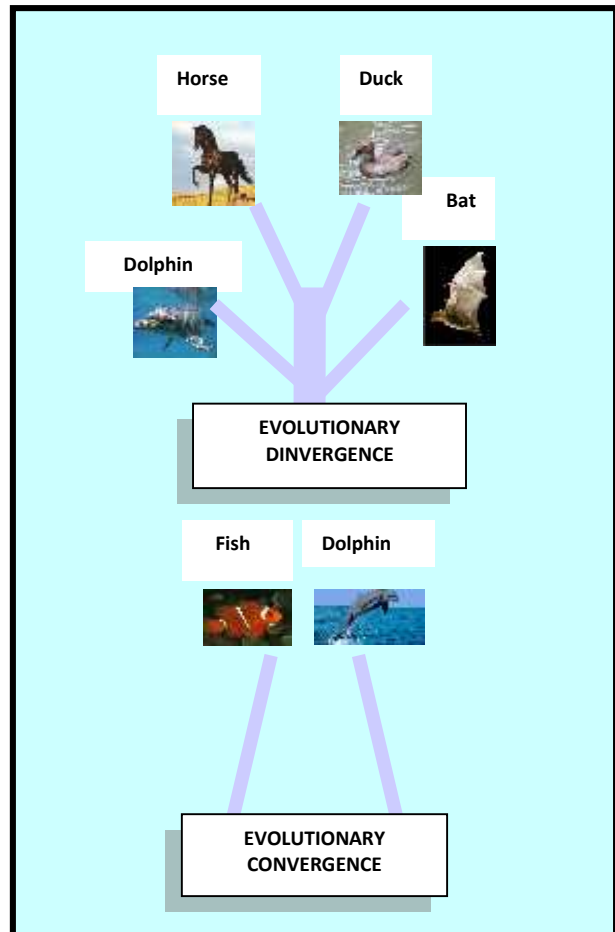 Horse
Duck
Bat
Dolphin
EVOLUTIONARY
DINVERGENCE
Fish
Dolphin
EVOLUTIONARY
CONVERGENCE